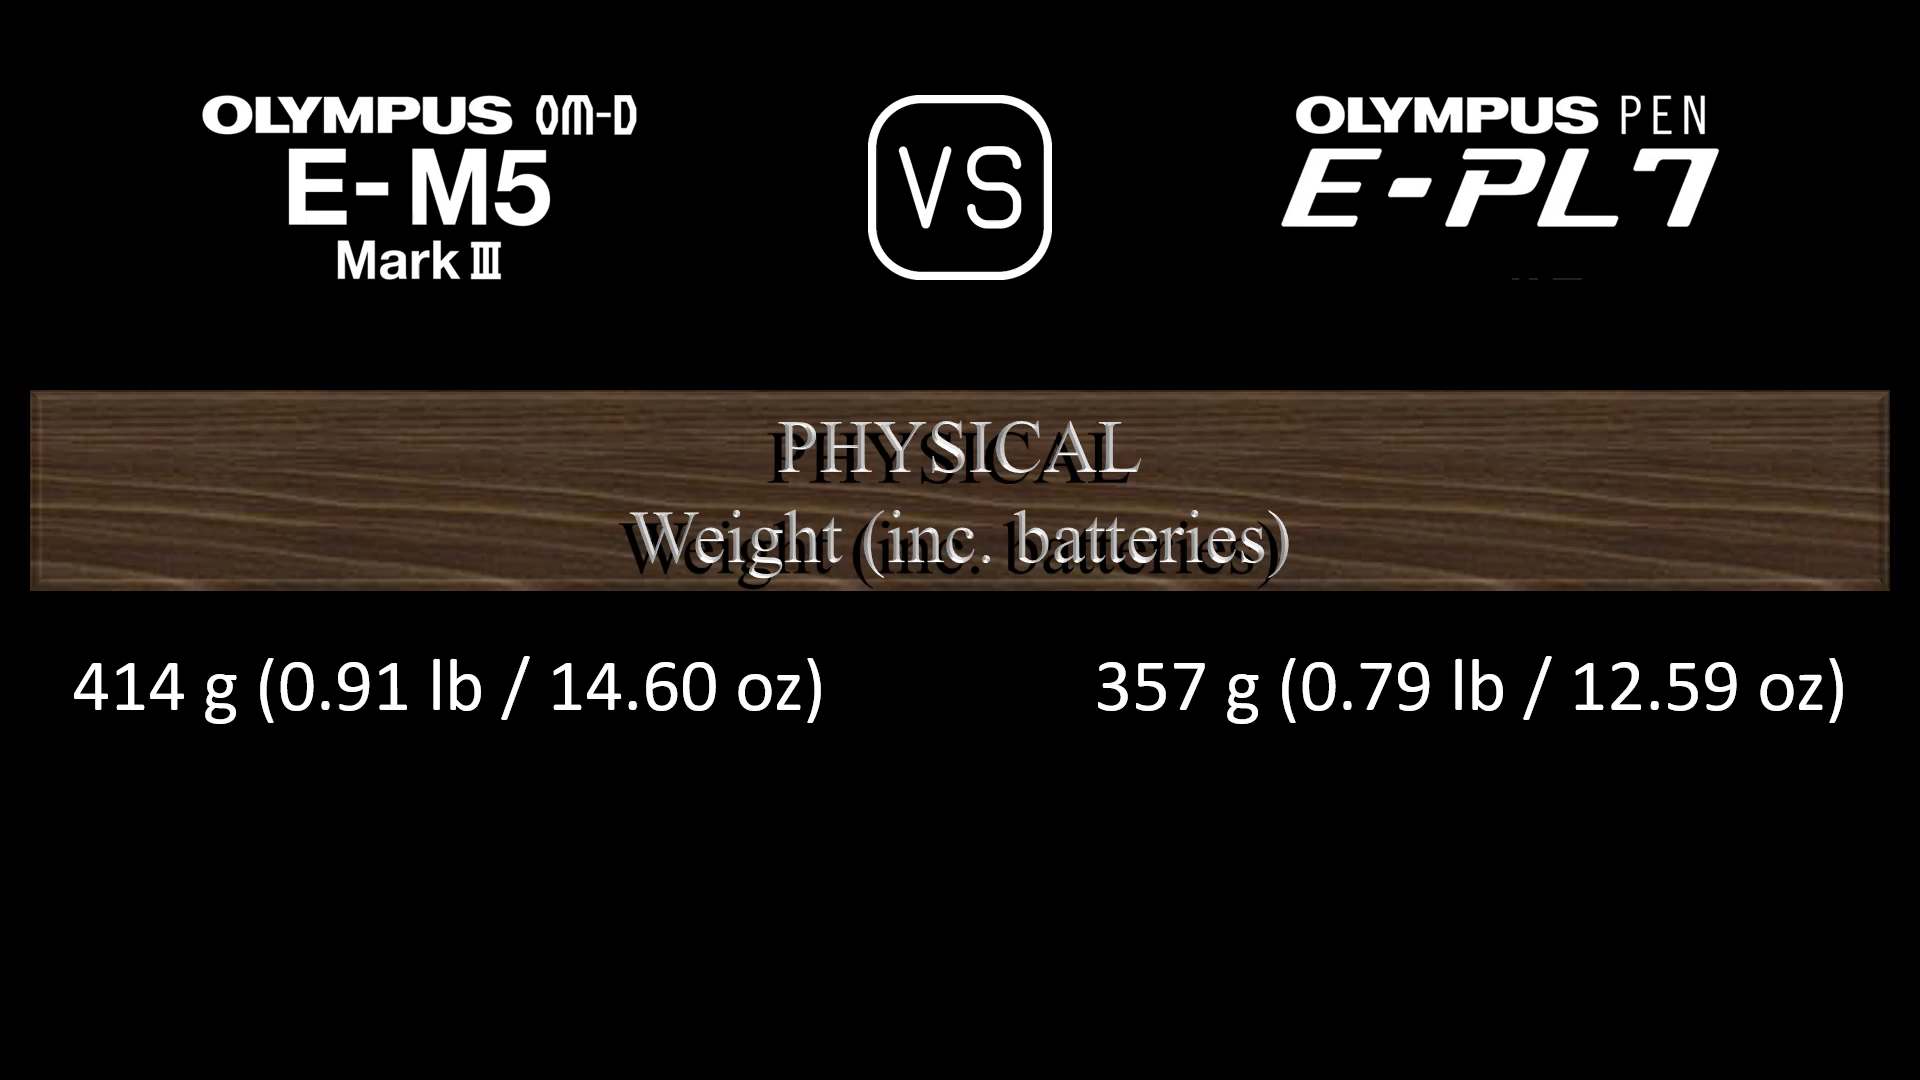 OLYMPUS OM-D
E-M5
Mark III
VS
OLYMPUS PEN
E-PL7
PHYSICAL
Weight (inc. batteries)
414 g (0.91 lb / 14.60 oz)
357 g (0.79 lb / 12.59 oz)